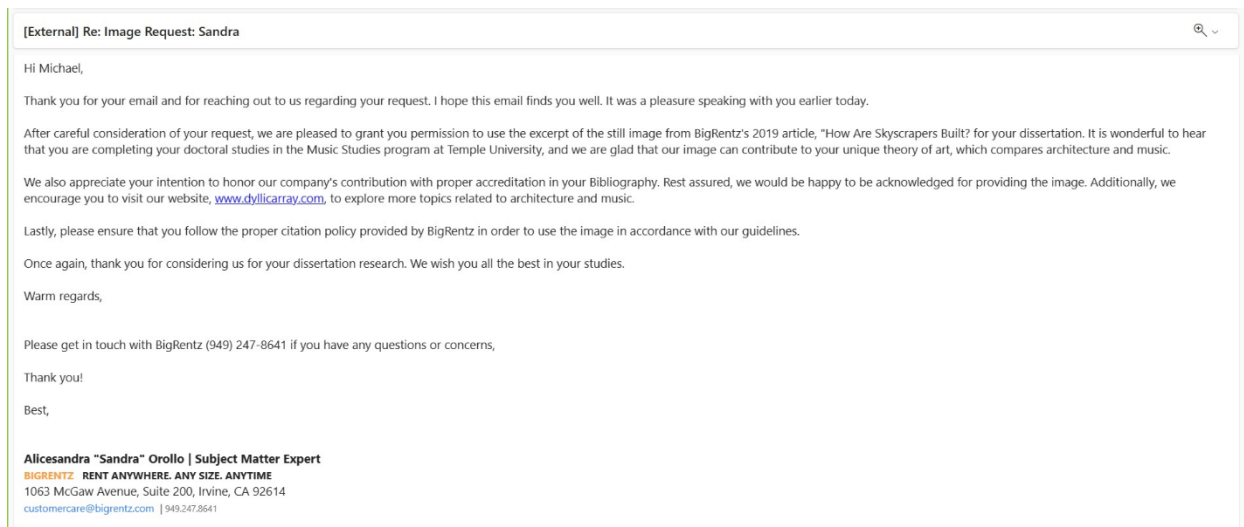 [External] Re: Image Request: Sandra
Hi Michael,
Thank you for your email and for reaching out to us regarding your request. I hope this email finds you well. It was a pleasure speaking with you earlier today.
After careful consideration of your request, we are pleased to grant you permission to use the excerpt of the still image from BigRentz's 2019 article, "How Are Skyscrapers Built? for your dissertation. It is wonderful to hear
that you are completing your doctoral studies in the Music Studies program at Temple University, and we are glad that our image can contribute to your unique theory of art, which compares architecture and music.
We also appreciate your intention to honor our company's contribution with proper accreditation in your Bibliography. Rest assured, we would be happy to be acknowledged for providing the image. Additionally, we
encourage you to visit our website, www.dyllicarray.com, to explore more topics related to architecture and music.
Lastly, please ensure that you follow the proper citation policy provided by BigRentz in order to use the image in accordance with our guidelines.
Once again, thank you for considering us for your dissertation research. We wish you all the best in your studies.
Warm regards,
Please get in touch with BigRentz (949) 247-8641 if you have any questions or concerns,
Thank you!
Best,
Alicesandra "Sandra" Orollo | Subject Matter Expert
BIGRENTZ RENT ANYWHERE. ANY SIZE. ANYTIME
1063 McGaw Avenue, Suite 200, Irvine, CA 92614
customercare@bigrentz.com | 949.247.8641